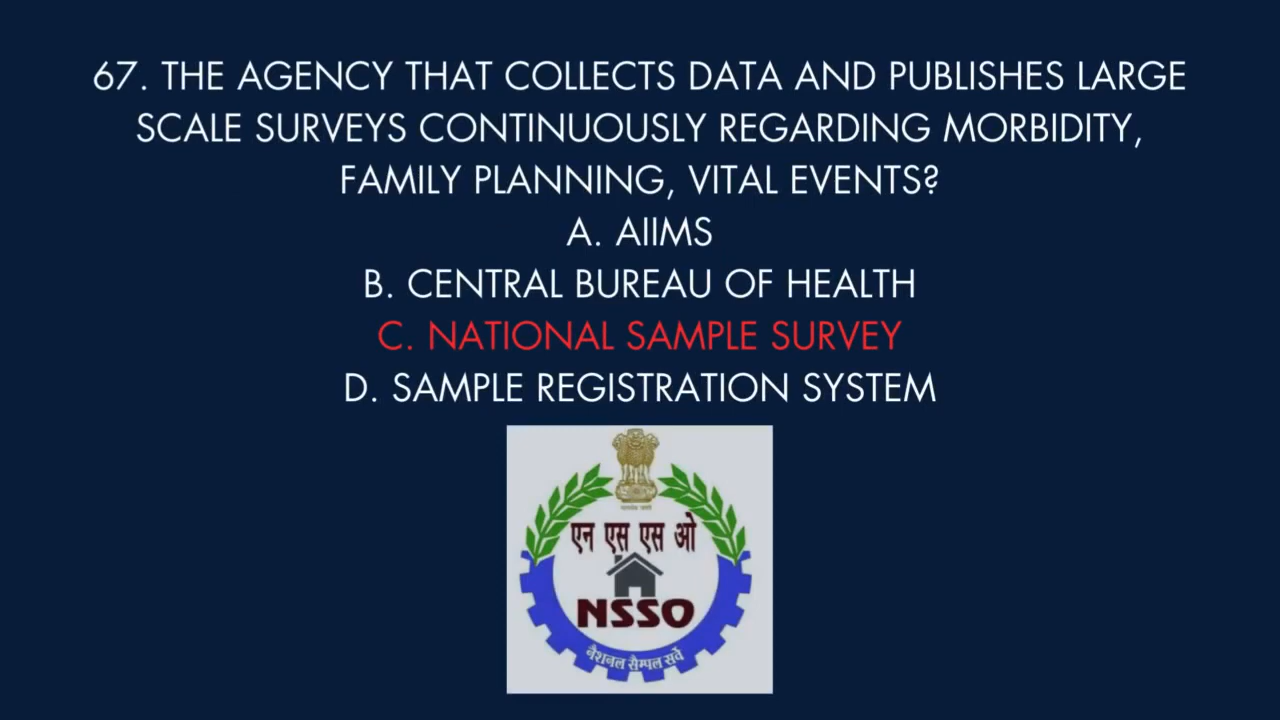 67. THE AGENCY THAT COLLECTS DATA AND PUBLISHES LARGE
SCALE SURVEYS CONTINUOUSLY REGARDING MORBIDITY,
FAMILY PLANNING, VITAL EVENTS?
A. AIIMS
B. CENTRAL BUREAU OF HEALTH
C. NATIONAL SAMPLE SURVEY
D. SAMPLE REGISTRATION SYSTEM
एन एस एस ओ
NSSO
नैशनल सैम्पल सर्वे